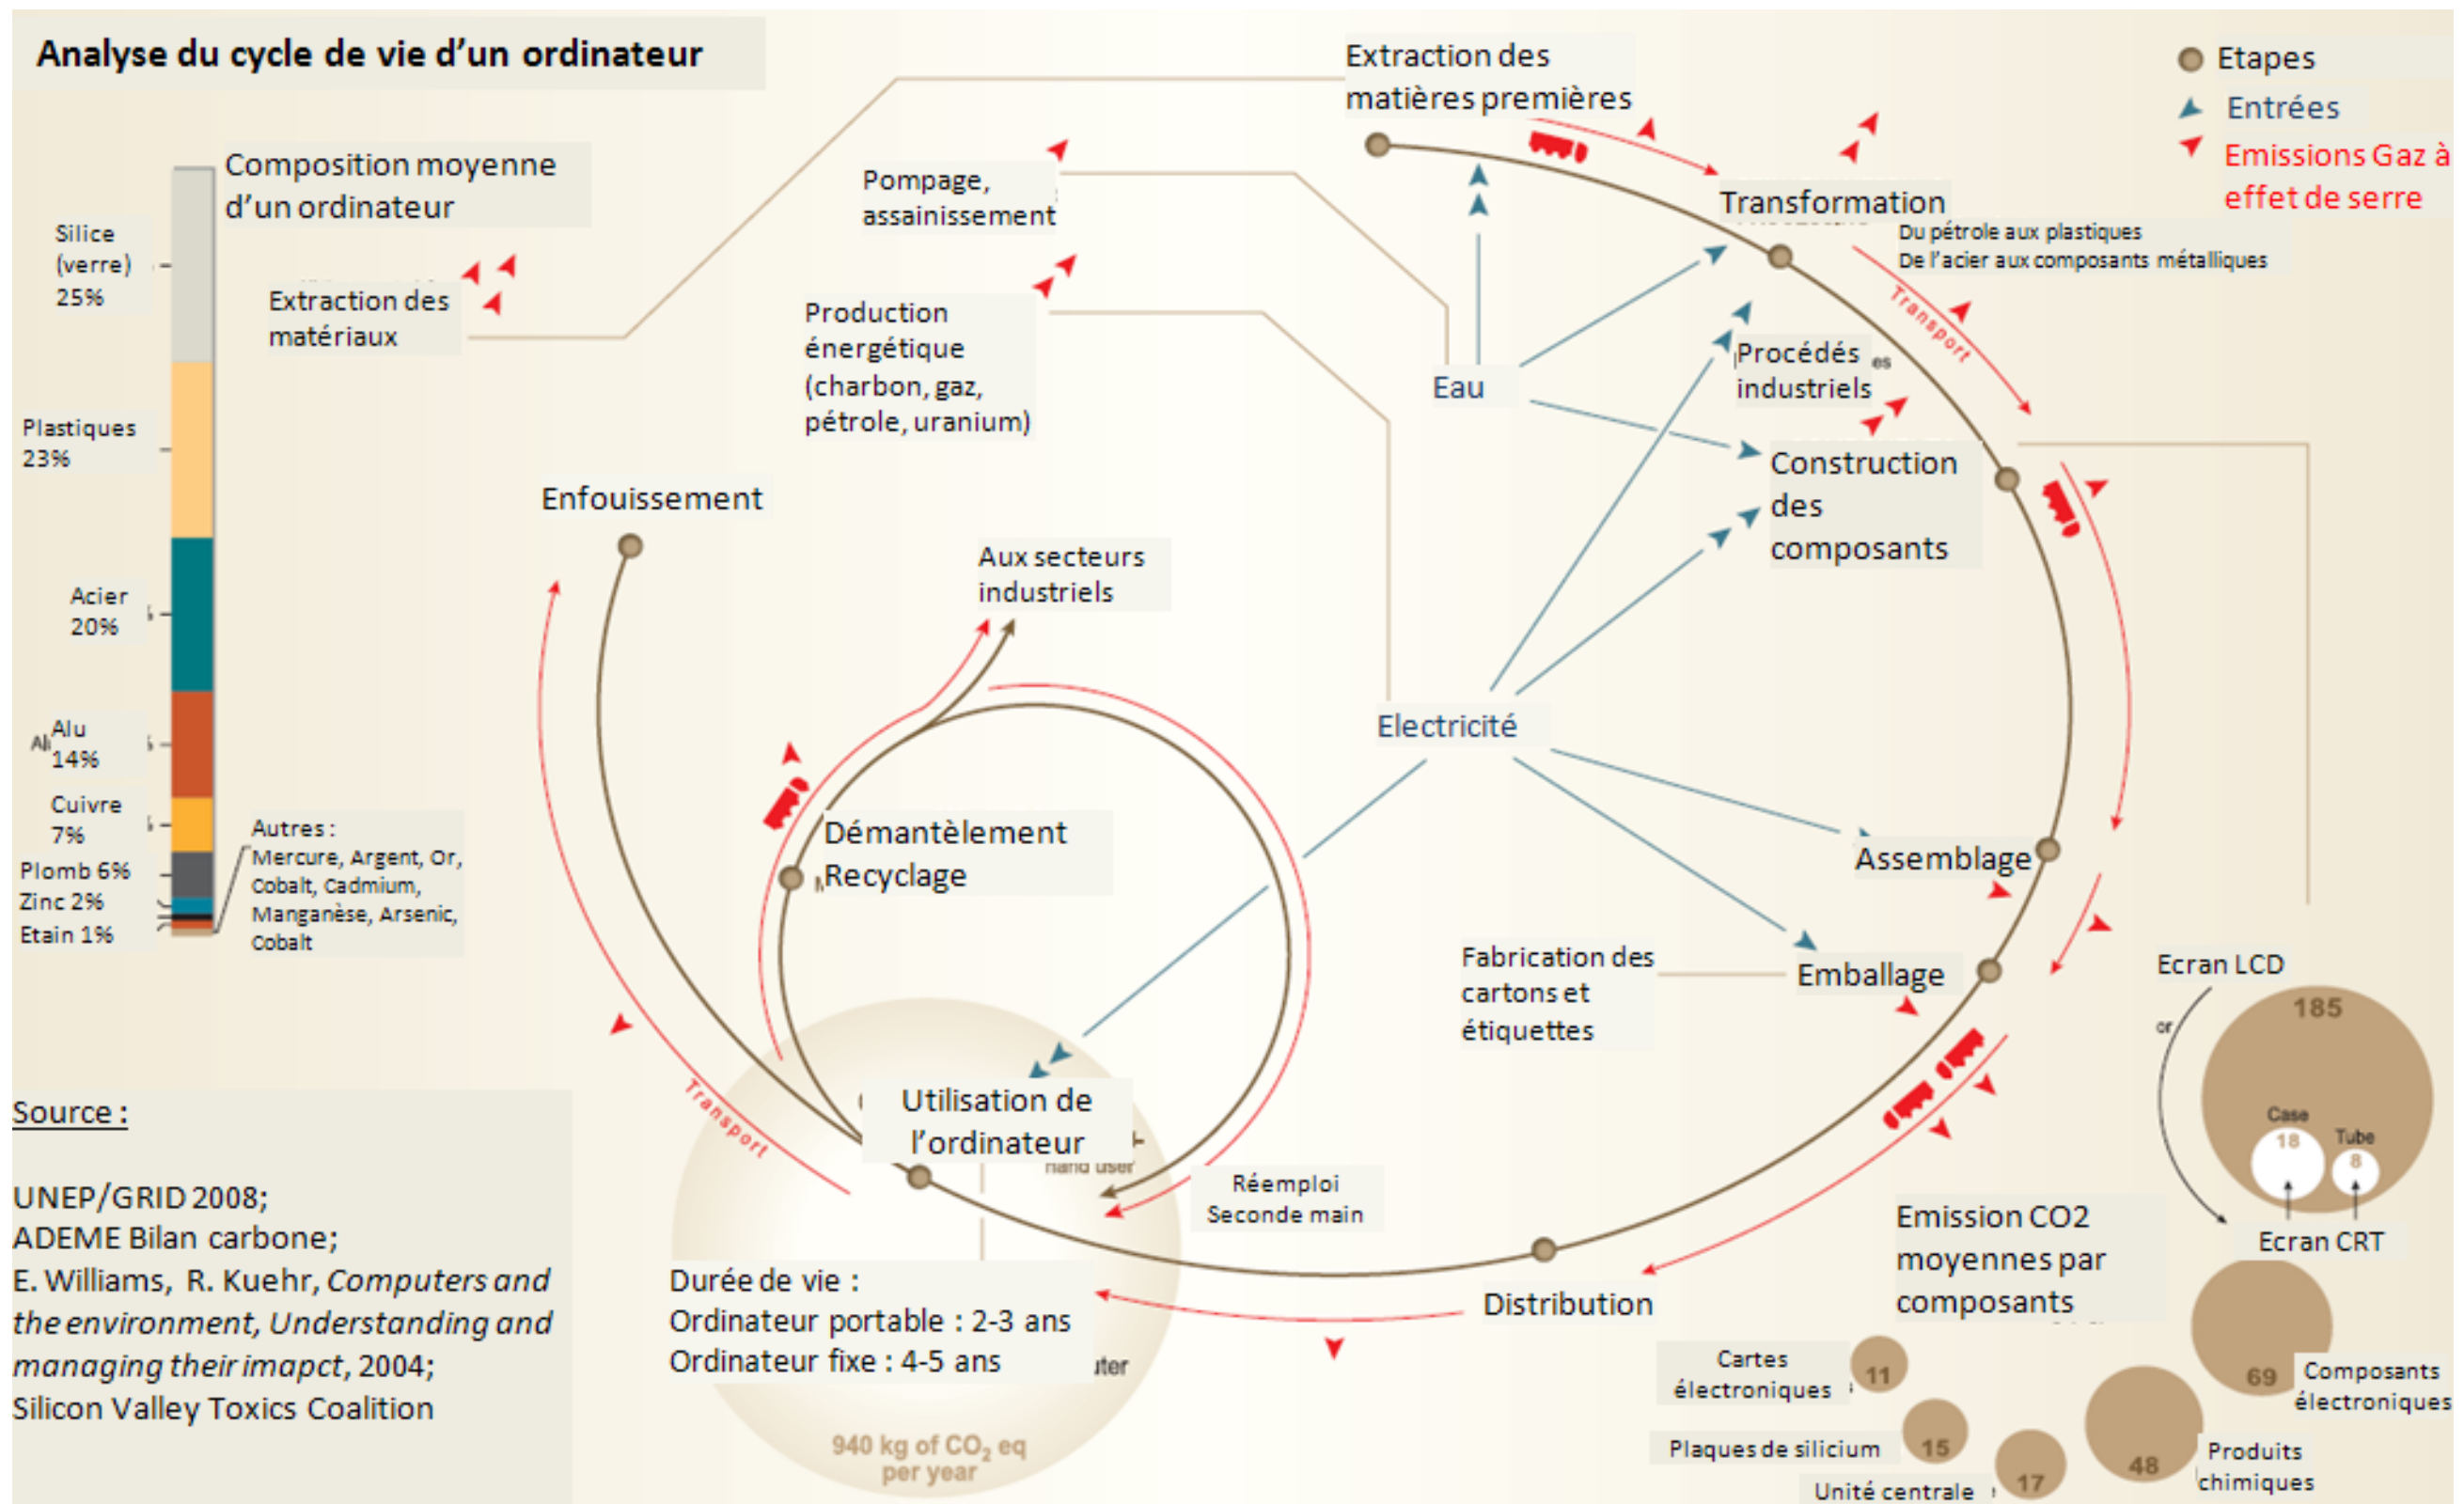 Analyse du cycle de vie d'un ordinateur
Composition moyenne
d'un ordinateur
Silice
(verre)
25%
Plastiques
23%
Acier
20%
Alu
14%
Cuivre
7%
Plomb 6%
Zinc 2%
Etain 1%
Autres :
Mercure, Argent, Or,
Cobalt, Cadmium,
Manganèse, Arsenic,
Cobalt
Extraction des
matériaux
Pompage,
assainissement
Production
énergétique
(charbon, gaz,
pétrole, uranium)
Extraction des
matières premières
Etapes
Entrées
Emissions Gaz à
effet de serre
Transformation
Du pétrole aux plastiques
De l'acier aux composants métalliques
Transport
Procédés
industriels
Eau
Construction
des
composants
Enfouissement
Aux secteurs
industriels
Electricité
Démantèlement
Recyclage
Assemblage
Fabrication des
cartons et
étiquettes
Emballage
Utilisation de
l'ordinateur
hand user
Transport
Réemploi
Seconde main
Durée de vie :
Ordinateur portable : 2-3 ans
Ordinateur fixe : 4-5 ans
940 kg of CO₂ eq
per year
Distribution
Ecran LCD
185
or
Case
18
Tube
8
Ecran CRT
Emission CO2
moyennes par
composants
69
Composants
électroniques
Cartes
électroniques
11
Plaques de silicium
15
Unité centrale
17
48
Produits
chimiques
Source :
UNEP/GRID 2008;
ADEME Bilan carbone;
E. Williams, R. Kuehr, Computers and
the environment, Understanding and
managing their imapct, 2004;
Silicon Valley Toxics Coalition